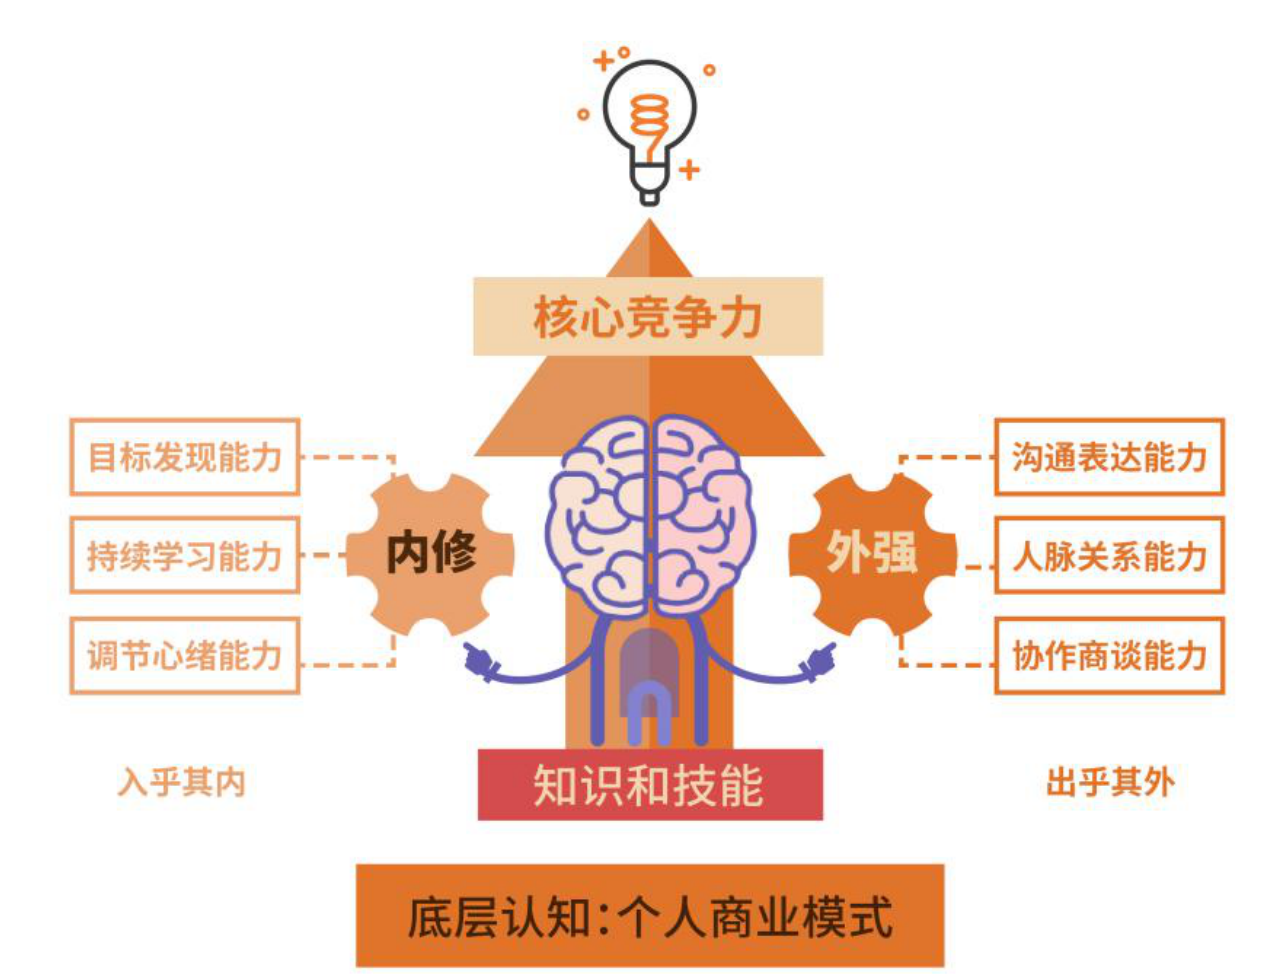 核心竞争力
目标发现能力
持续学习能力
调节心绪能力
内修
外强
沟通表达能力
人脉关系能力
协作商谈能力
入乎其内
知识和技能
出乎其外
底层认知：个人商业模式